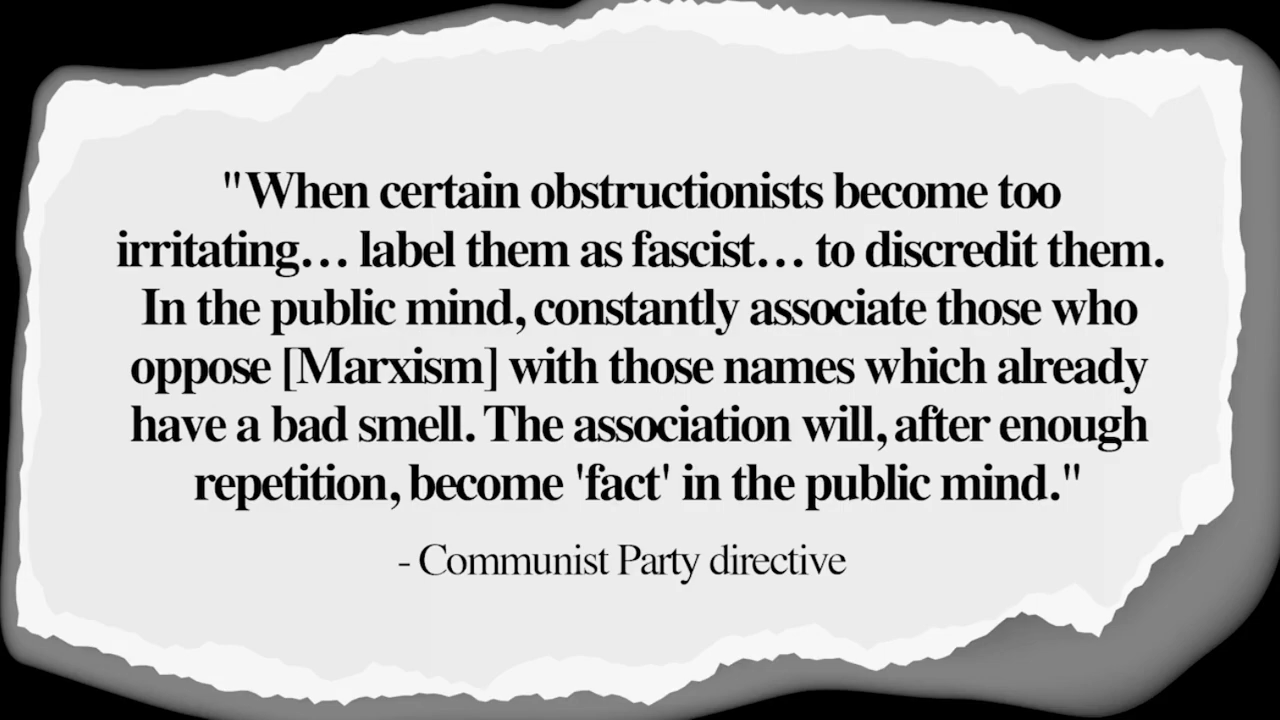 "When certain obstructionists become too
irritating... label them as fascist... to discredit them.
In the public mind, constantly associate those who
oppose [Marxism] with those names which already
have a bad smell. The association will, after enough
repetition, become 'fact' in the public mind."
- Communist Party directive